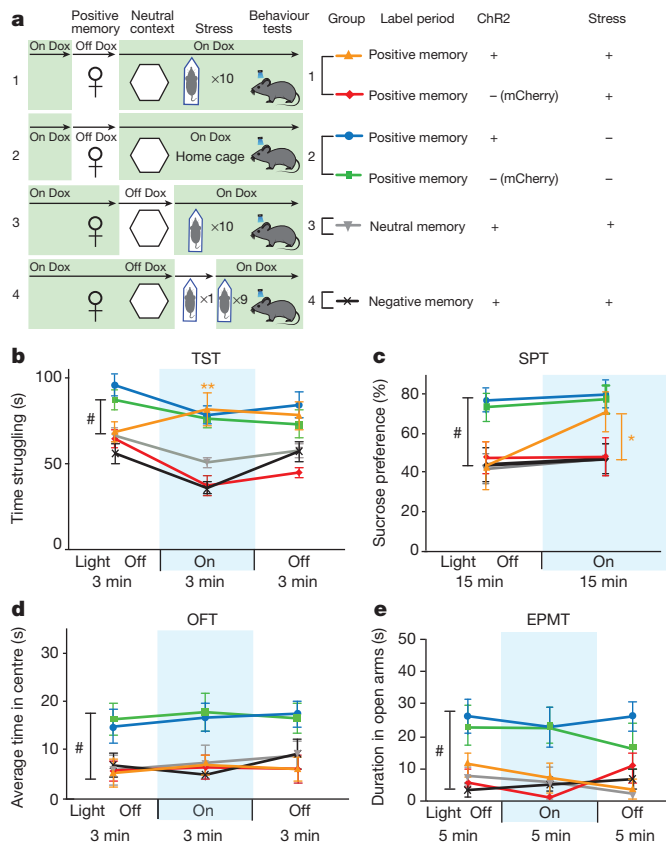 a
Positive memory
Neutral context
Stress
Behaviour tests
Group
Label period
ChR2
Stress
On Dox
Off Dox
On Dox
1
×10
1
Positive memory + +
Positive memory – (mCherry) +
On Dox
Off Dox
On Dox
2
Home cage
2
Positive memory + –
Positive memory – (mCherry) –
On Dox
Off Dox
On Dox
3
×10
3
Neutral memory + +
On Dox
Off Dox
On Dox
4
×1
×9
4
Negative memory + +
b
TST
Time struggling (s)
100
50
0
#
**
Light Off On Off
3 min 3 min 3 min
c
SPT
Sucrose preference (%)
80
60
40
20
0
#
*
Light Off On
15 min 15 min
d
OFT
Average time in centre (s)
30
20
10
0
#
Light Off On Off
3 min 3 min 3 min
e
EPMT
Duration in open arms (s)
50
40
30
20
10
0
#
Light Off On Off
5 min 5 min 5 min